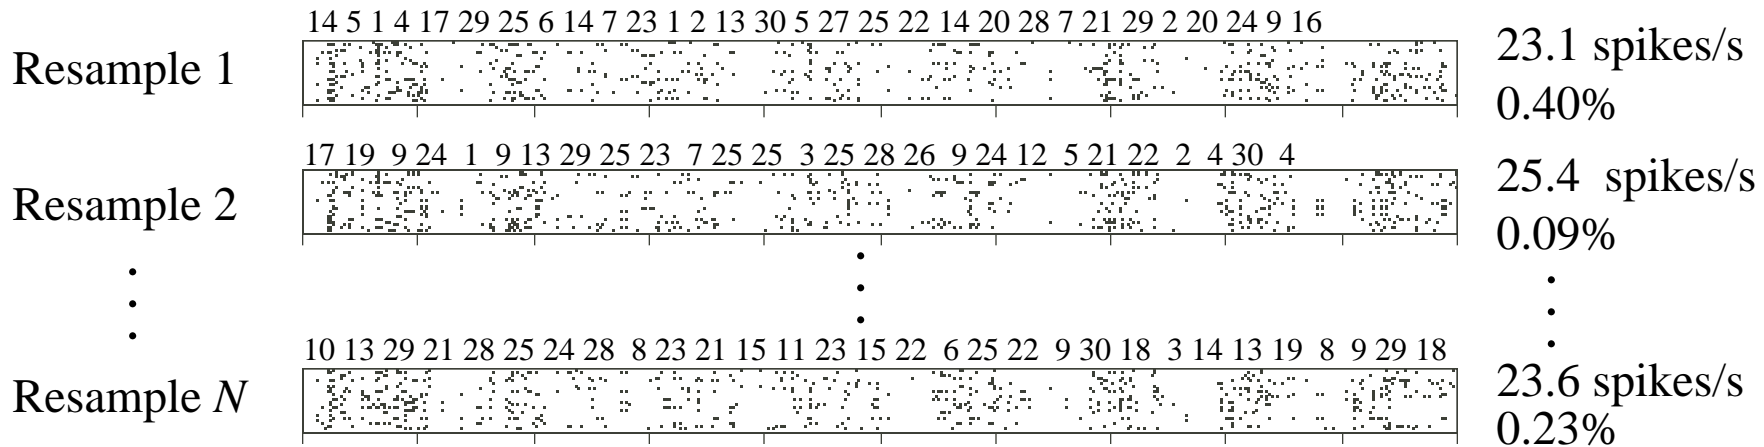 14 5 1 4 17 29 25 6 14 7 23 1 2 13 30 5 27 25 22 14 20 28 7 21 29 2 20 24 9 16
Resample 1
23.1 spikes/s
0.40%
17 19 9 24 1 9 13 29 25 23 7 25 25 3 25 28 26 9 24 12 5 21 22 2 4 30 4
Resample 2
25.4 spikes/s
0.09%
10 13 29 21 28 25 24 28 8 23 21 15 11 23 15 22 6 25 22 9 30 18 3 14 13 19 8 9 29 18
Resample N
23.6 spikes/s
0.23%